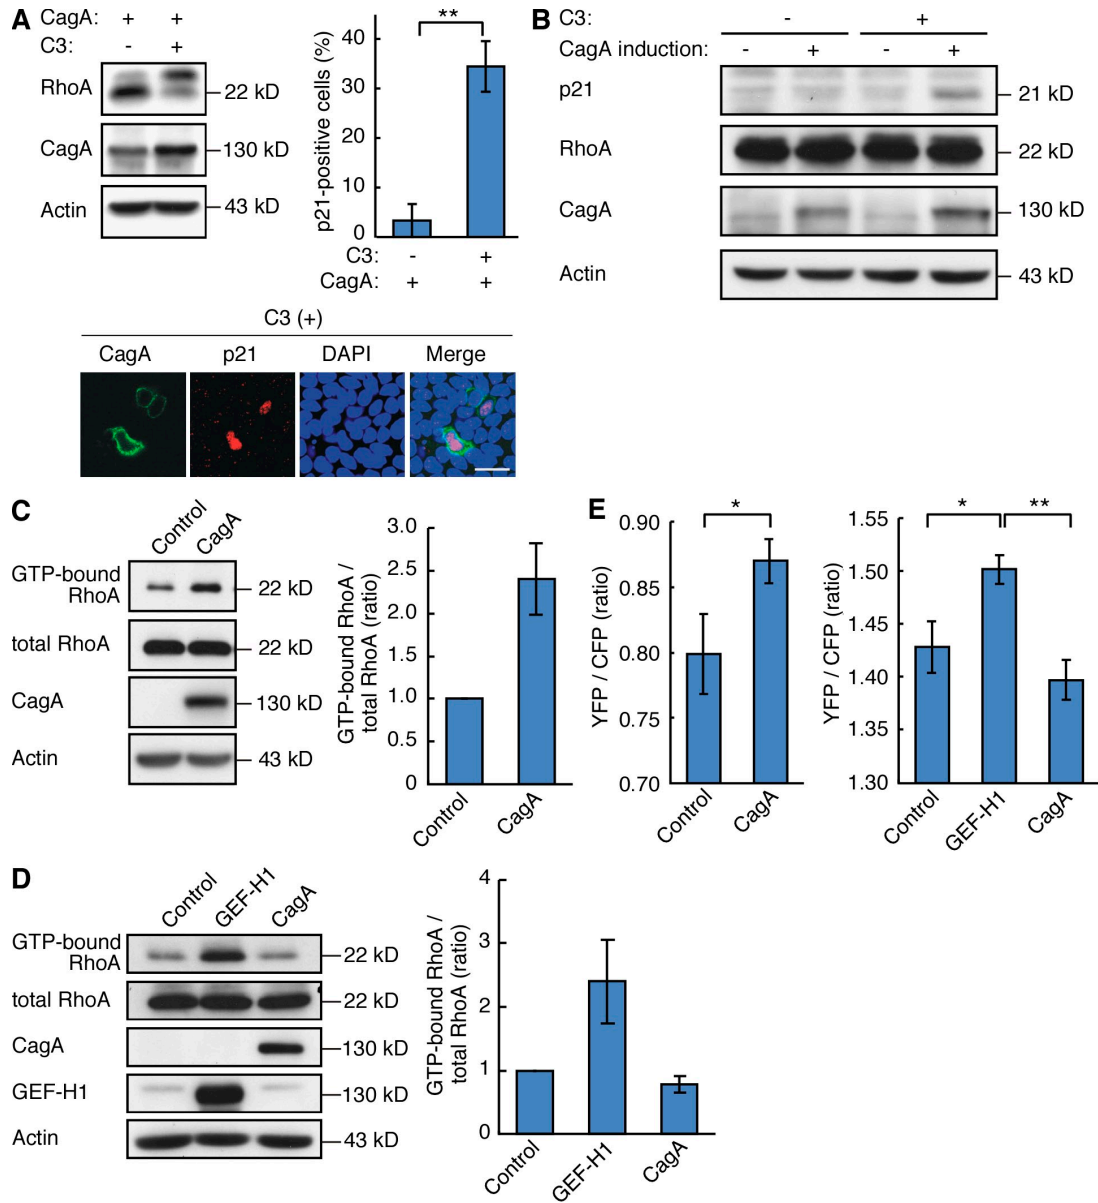 A
CagA: + +
C3: - +
RhoA 22 kD
CagA 130 kD
Actin 43 kD
p21-positive cells (%)
40
30
20
10
0
**
C3: - +
CagA: + +
C3 (+)
CagA p21 DAPI Merge
B
C3: - +
CagA induction: - + - +
p21 21 kD
RhoA 22 kD
CagA 130 kD
Actin 43 kD
C
Control CagA
GTP-bound
RhoA 22 kD
total RhoA 22 kD
CagA 130 kD
Actin 43 kD
GTP-bound RhoA /
total RhoA (ratio)
3.0
2.5
2.0
1.5
1.0
0.5
0
Control CagA
E
YFP / CFP (ratio)
0.90
0.85
0.80
0.75
0.70
*
Control CagA
YFP / CFP (ratio)
1.55
1.50
1.45
1.40
1.35
1.30
* **
Control GEF-H1 CagA
D
Control GEF-H1 CagA
GTP-bound
RhoA 22 kD
total RhoA 22 kD
CagA 130 kD
GEF-H1 130 kD
Actin 43 kD
GTP-bound RhoA /
total RhoA (ratio)
4
3
2
1
0
Control GEF-H1 CagA